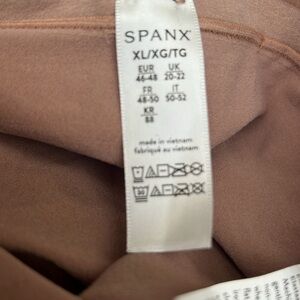 SPANX
XL/XG/TG
EUR UK
46-48 20-22
FR IT
48-50 50-52
KR
88
made in vietnam
fabriqué au vietnam